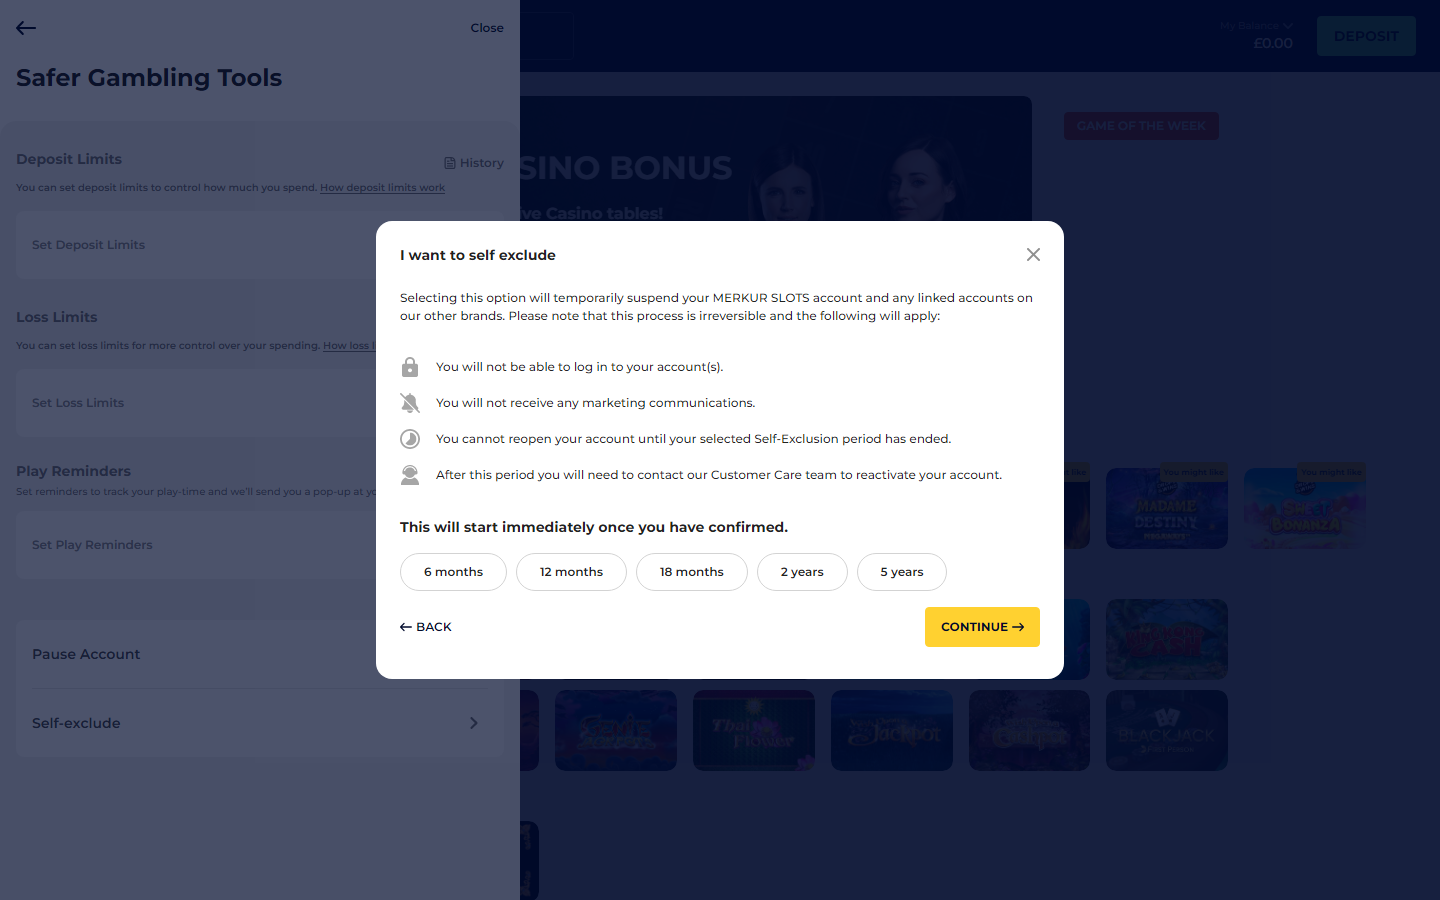 Close
My Balance
£0.00
DEPOSIT
Safer Gambling Tools
GAME OF THE WEEK
Deposit Limits
History
You can set deposit limits to control how much you spend. How deposit limits work
SINO BONUS
ve Casino tables!
Set Deposit Limits
Loss Limits
You can set loss limits for more control over your spending. How loss l
Set Loss Limits
Play Reminders
Set reminders to track your play-time and we'll send you a pop-up at yo
Set Play Reminders
Pause Account
Self-exclude
I want to self exclude
Selecting this option will temporarily suspend your MERKUR SLOTS account and any linked accounts on
our other brands. Please note that this process is irreversible and the following will apply:
You will not be able to log in to your account(s).
You will not receive any marketing communications.
You cannot reopen your account until your selected Self-Exclusion period has ended.
After this period you will need to contact our Customer Care team to reactivate your account.
This will start immediately once you have confirmed.
6 months
12 months
18 months
2 years
5 years
BACK
CONTINUE
like
You might like
You might like
MADAME
DESTINY
MEGAWAYS
SWEET
BONANZA
Thai
Flower
Jackpot
BLACKJACK